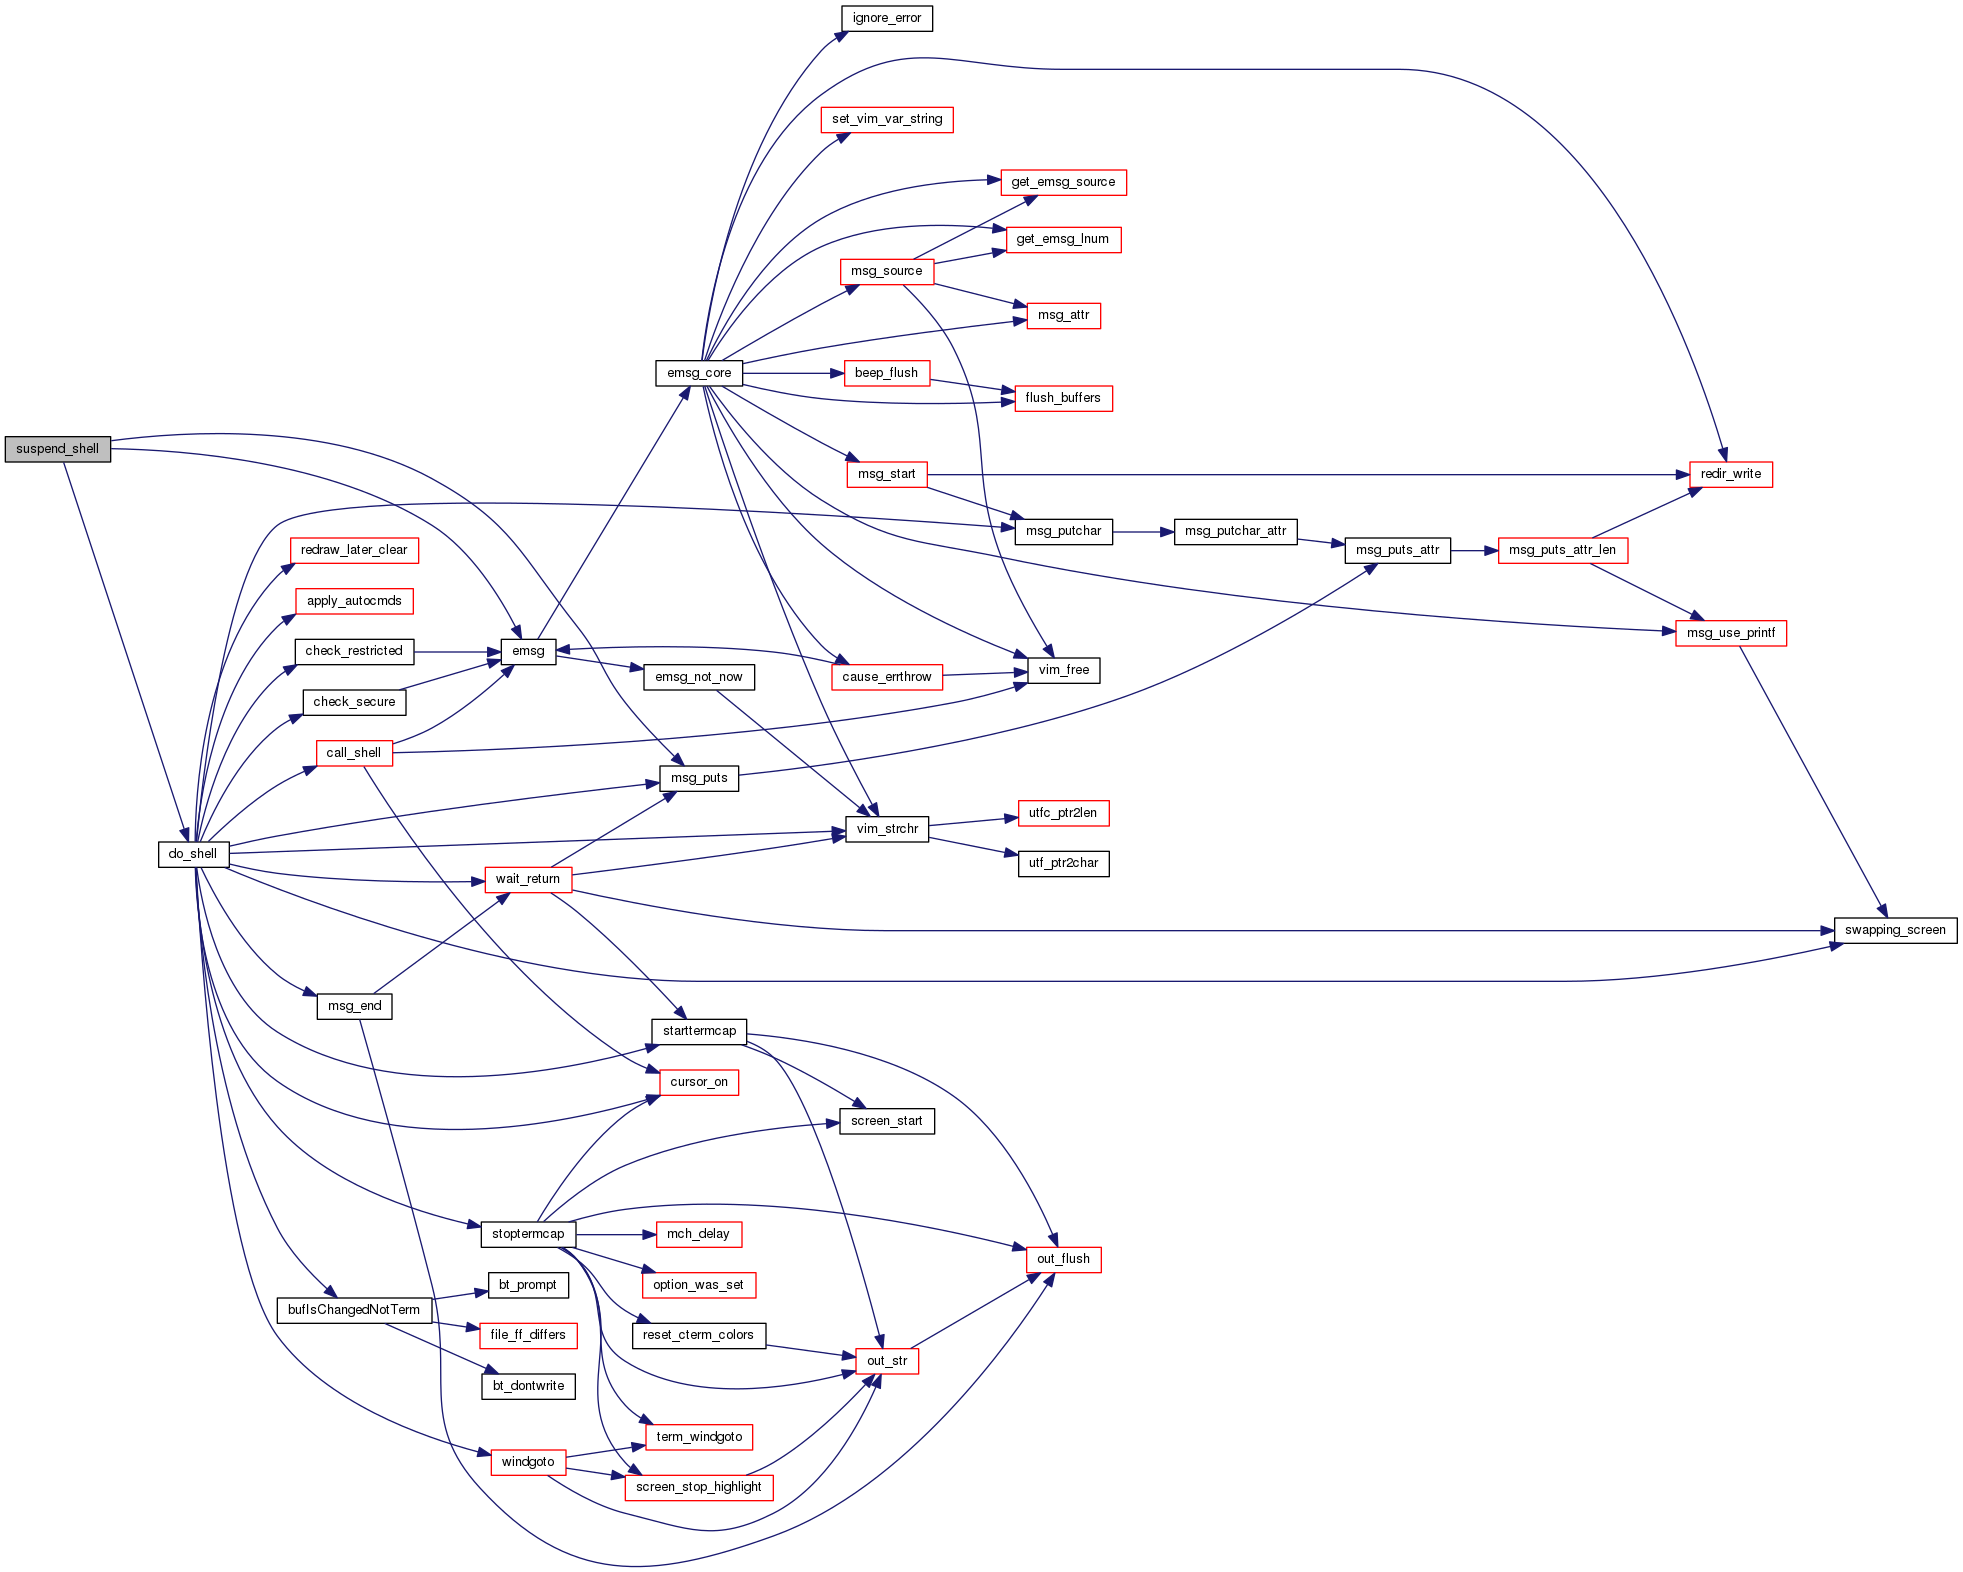 ignore_error
set_vim_var_string
get_emsg_source
get_emsg_lnum
msg_source
msg_attr
emsg_core
beep_flush
flush_buffers
suspend_shell
msg_start
redir_write
msg_putchar
msg_putchar_attr
msg_puts_attr
msg_puts_attr_len
redraw_later_clear
apply_autocmds
msg_use_printf
check_restricted
emsg
emsg_not_now
cause_errthrow
vim_free
check_secure
call_shell
msg_puts
utfc_ptr2len
vim_strchr
do_shell
utf_ptr2char
wait_return
swapping_screen
msg_end
starttermcap
cursor_on
screen_start
stoptermcap
mch_delay
out_flush
bt_prompt
option_was_set
bufIsChangedNotTerm
file_ff_differs
reset_cterm_colors
out_str
bt_dontwrite
term_windgoto
windgoto
screen_stop_highlight